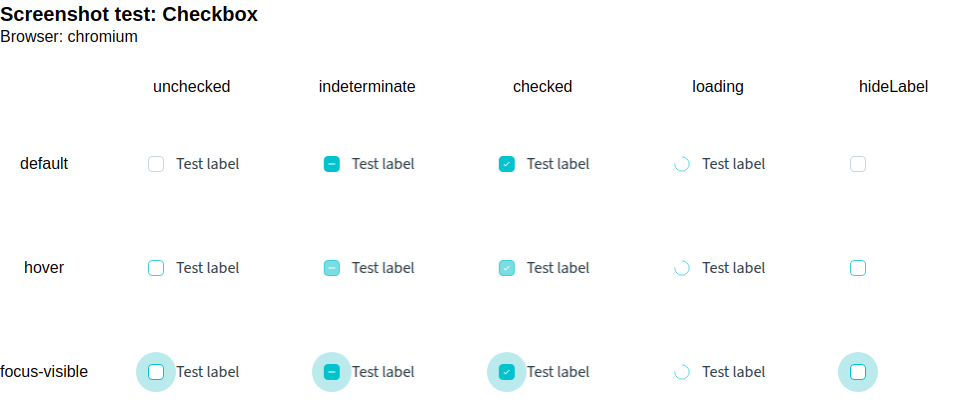 Screenshot test: Checkbox
Browser: chromium
unchecked indeterminate checked loading hideLabel
default Test label Test label Test label Test label
hover Test label Test label Test label Test label
focus-visible Test label Test label Test label Test label